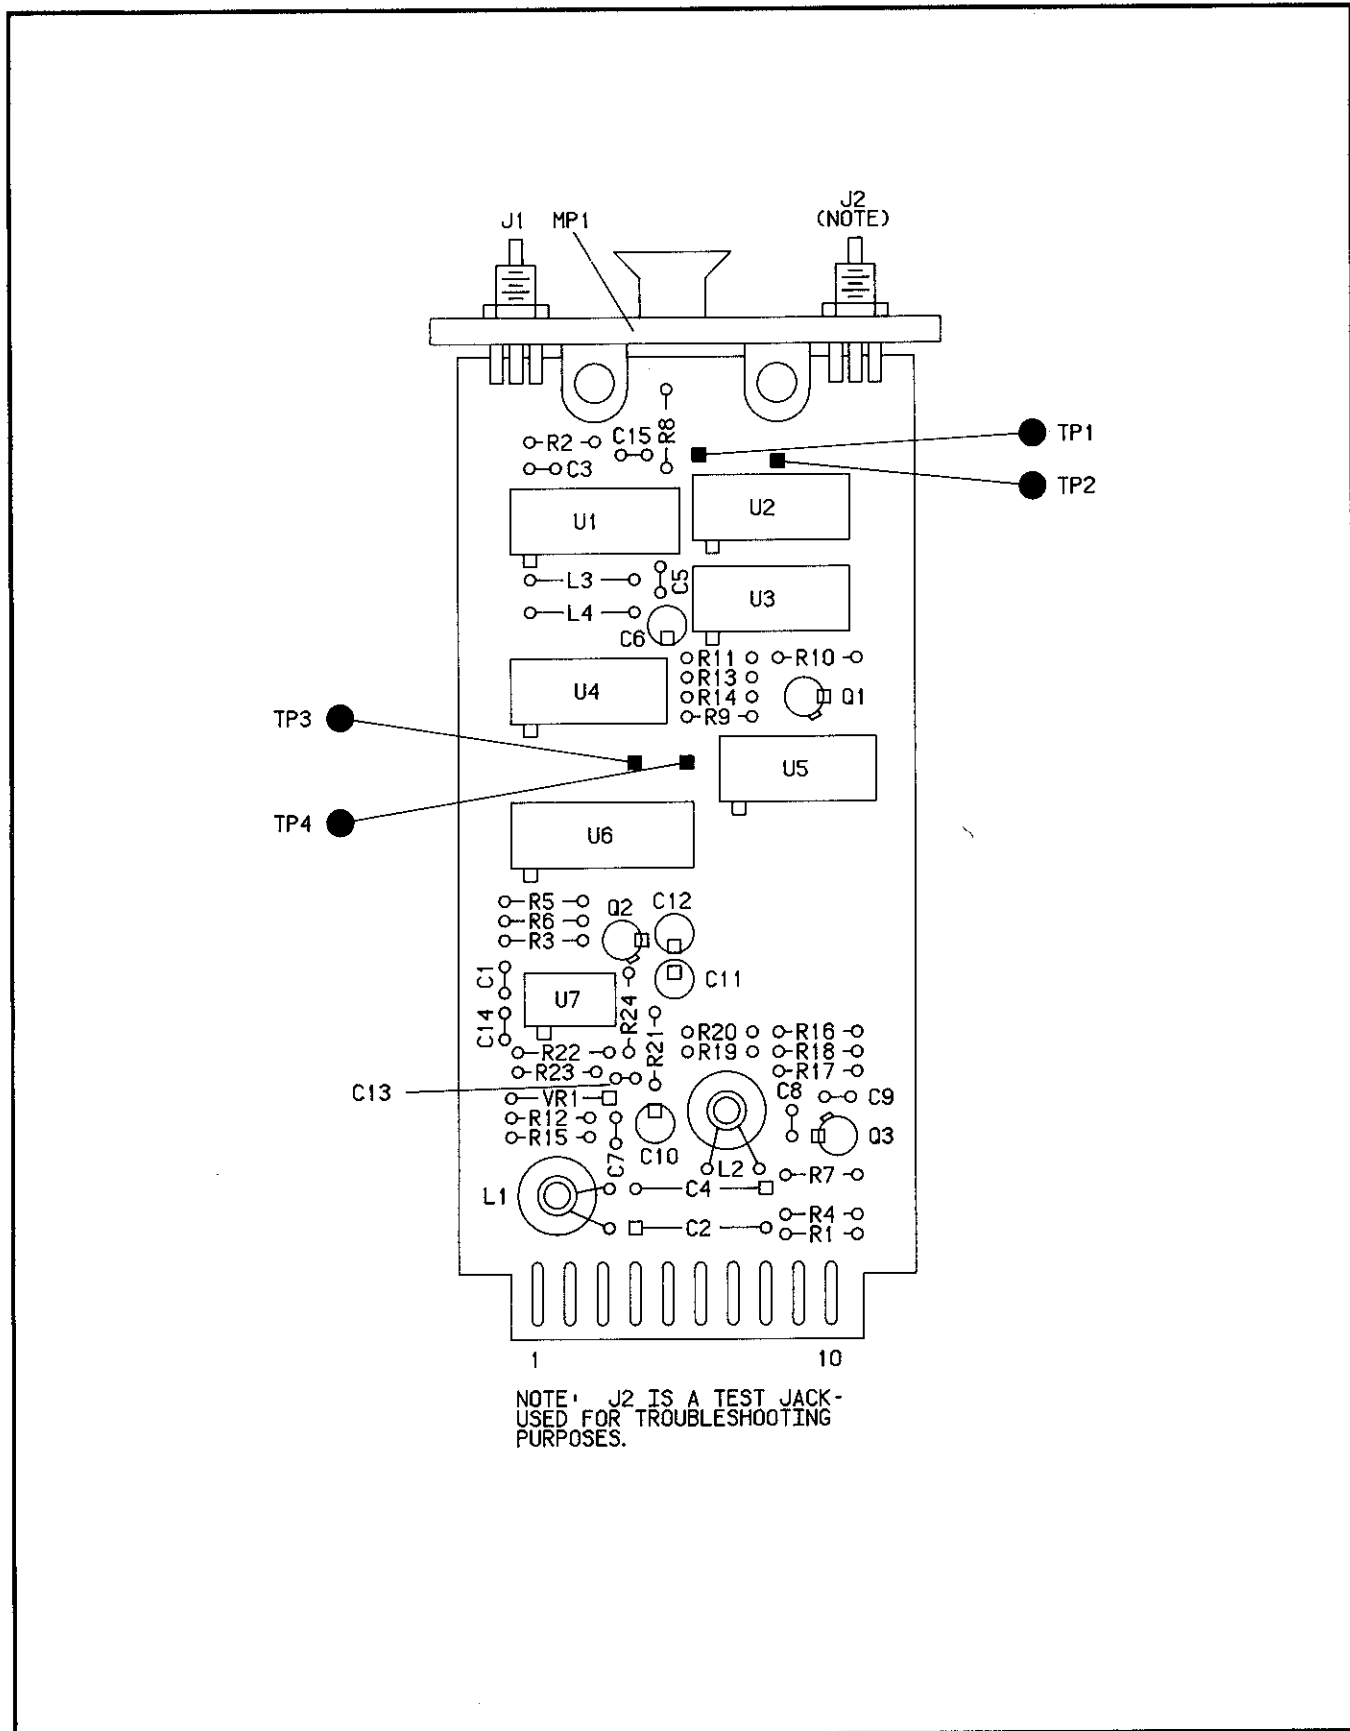 J1 MP1 J2
(NOTE)
TP1
R2 C15 R8
C3
TP2
U1 U2
L3 C5 U3
L4
C6
R11 R10
R13
U4 R14 Q1
R9
TP3
U5
TP4
U6
R5 Q2 C12
R6
R3
C1 C11
U7
C14 R24 R21
R20 R16
R22 R19 R18
R23 R17
C13 VR1 C8 C9
R12
R15 C7 C10 Q3
L2 R7
L1 C4
C2 R4
R1
1 10
NOTE: J2 IS A TEST JACK-
USED FOR TROUBLESHOOTING
PURPOSES.